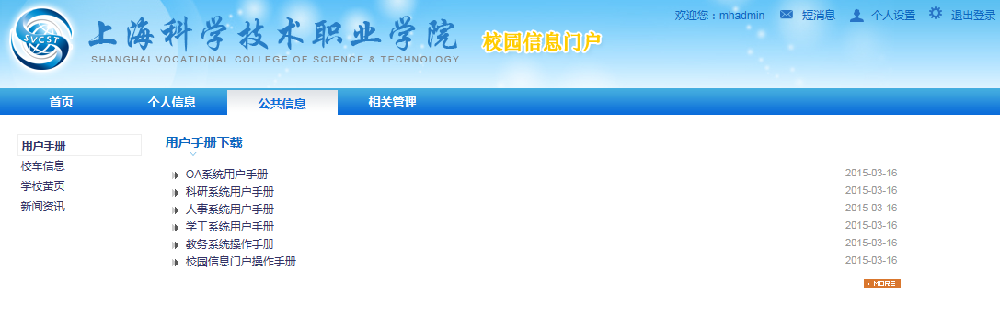 欢迎您：mhadmin 短消息 个人设置 退出登录
SVCST
上海科学技术职业学院
SHANGHAI VOCATIONAL COLLEGE OF SCIENCE & TECHNOLOGY
校园信息门户
首页 个人信息 公共信息 相关管理
用户手册
校车信息
学校黄页
新闻资讯
用户手册下载
OA系统用户手册 2015-03-16
科研系统用户手册 2015-03-16
人事系统用户手册 2015-03-16
学工系统用户手册 2015-03-16
教务系统操作手册 2015-03-16
校园信息门户操作手册 2015-03-16
MORE